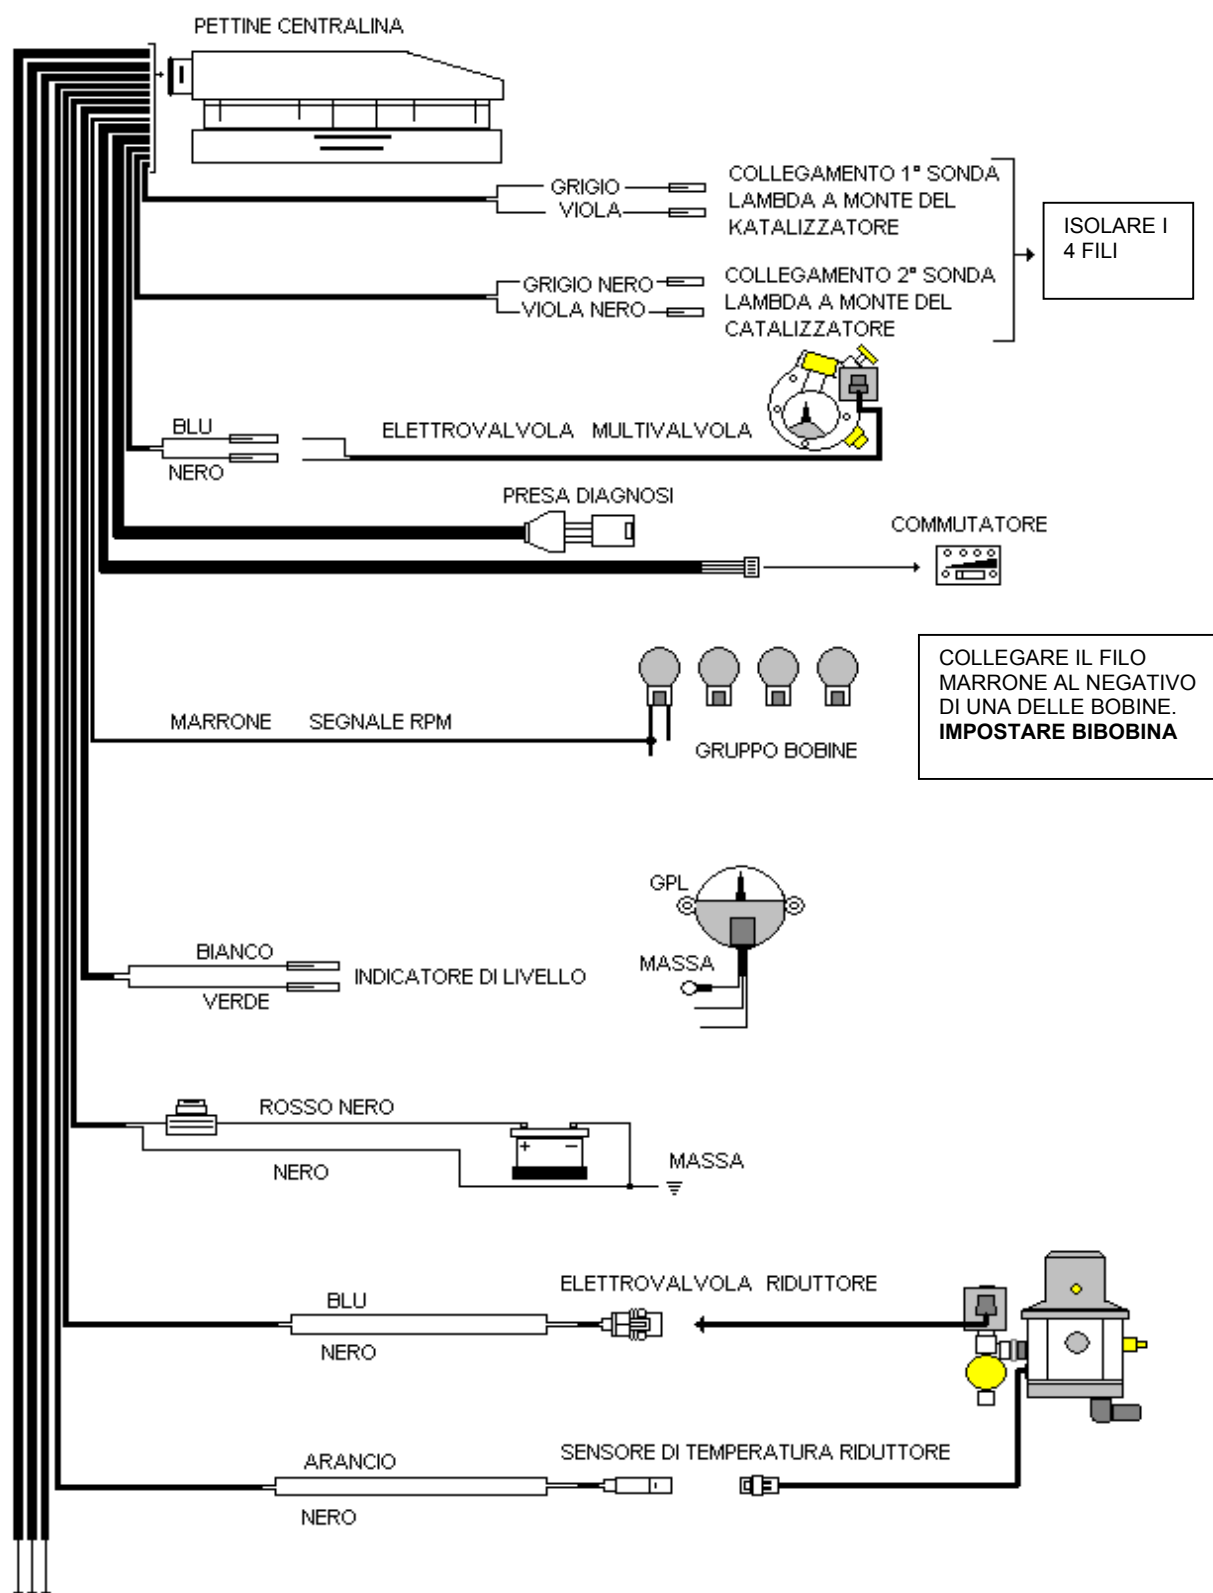 PETTINE CENTRALINA
GRIGIO
VIOLA
COLLEGAMENTO 1ª SONDA
LAMBDA A MONTE DEL
KATALIZZATORE
ISOLARE I
4 FILI
GRIGIO NERO
VIOLA NERO
COLLEGAMENTO 2ª SONDA
LAMBDA A MONTE DEL
CATALIZZATORE
BLU
NERO
ELETTROVALVOLA MULTIVALVOLA
PRESA DIAGNOSI
COMMUTATORE
COLLEGARE IL FILO
MARRONE AL NEGATIVO
DI UNA DELLE BOBINE.
IMPOSTARE BIBOBINA
MARRONE SEGNALE RPM
GRUPPO BOBINE
GPL
MASSA
BIANCO
VERDE
INDICATORE DI LIVELLO
ROSSO NERO
NERO
+ −
MASSA
BLU
NERO
ELETTROVALVOLA RIDUTTORE
ARANCIO
NERO
SENSORE DI TEMPERATURA RIDUTTORE